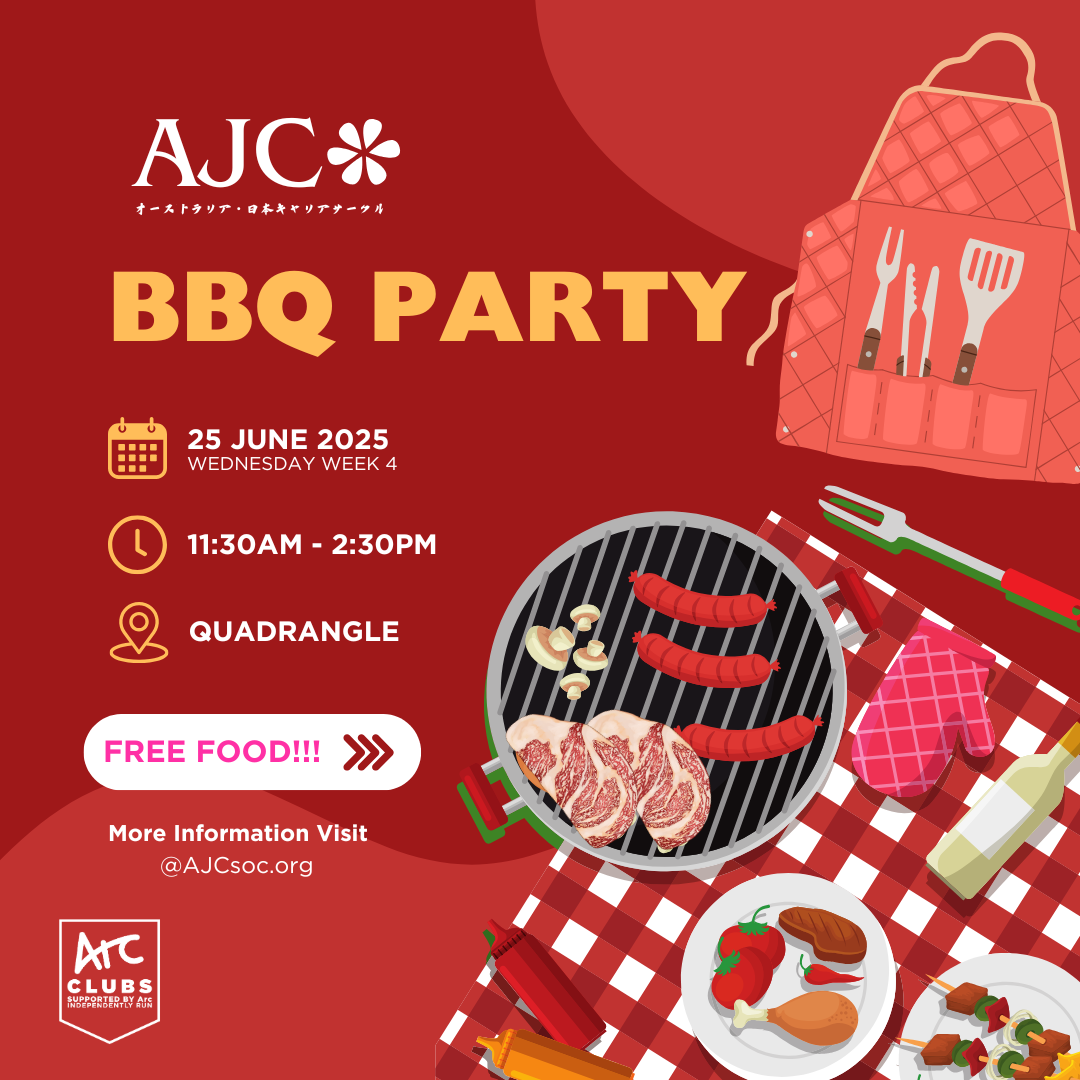 AJC
オーストラリア・日本キャリアサークル
BBQ PARTY
25 JUNE 2025
WEDNESDAY WEEK 4
11:30AM - 2:30PM
QUADRANGLE
FREE FOOD!!!
More Information Visit
@AJCsoc.org
Arc
CLUBS
SUPPORTED BY Arc
INDEPENDENTLY RUN